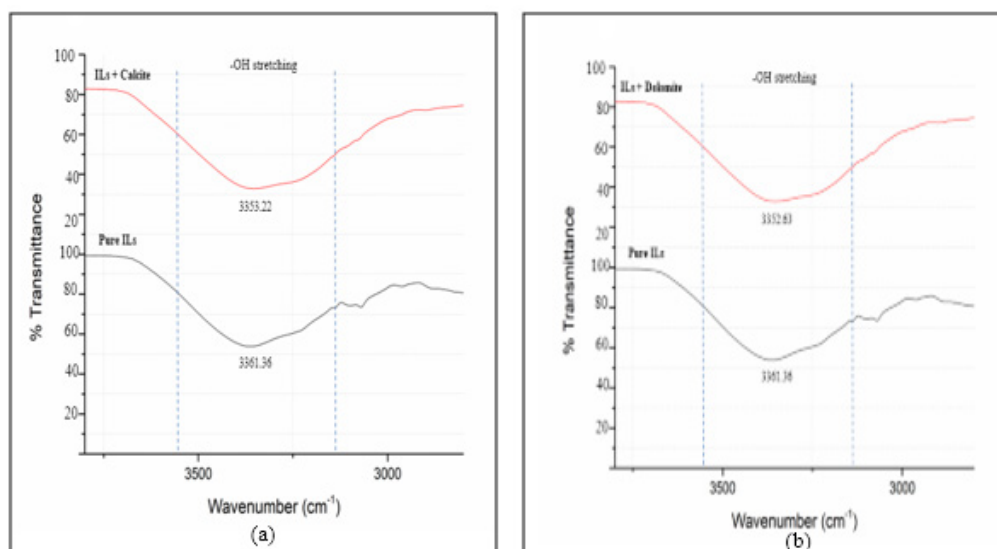 100
80
60
40
20
100
80
60
40
20
ILs + Calcite
-OH stretching
3353.22
Pure ILs
3361.36
% Transmittance
3500
3000
Wavenumber (cm⁻¹)
(a)
100
80
60
40
20
100
80
60
40
20
ILs + Dolomite
-OH stretching
3352.63
Pure ILs
3361.36
% Transmittance
3500
3000
Wavenumber (cm⁻¹)
(b)